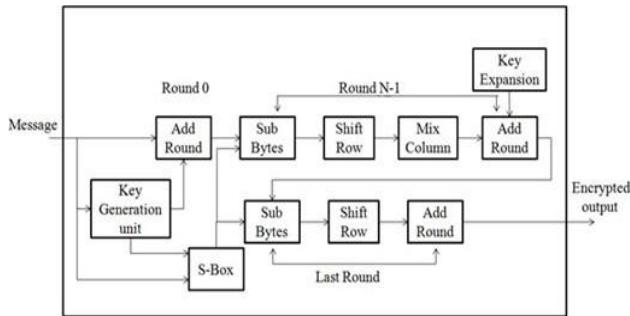 Key
Expansion
Round 0
Round N-1
Message
Add
Round
Sub
Bytes
Shift
Row
Mix
Column
Add
Round
Key
Generation
unit
Sub
Bytes
Shift
Row
Add
Round
Encrypted
output
S-Box
Last Round